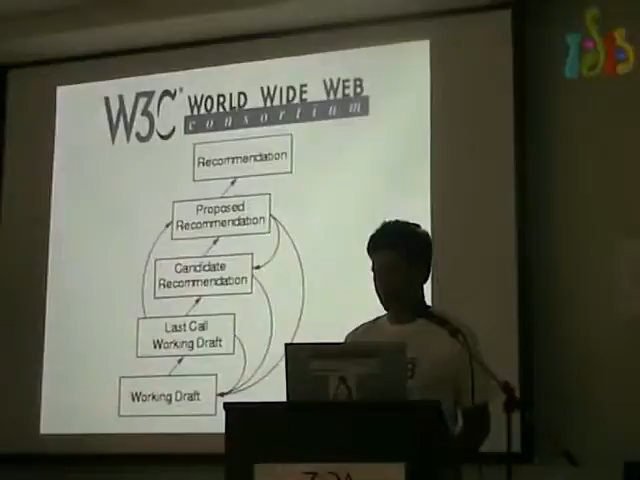 W3C® WORLD WIDE WEB
consortium
Recommendation
Proposed
Recommendation
Candidate
Recommendation
Last Call
Working Draft
Working Draft